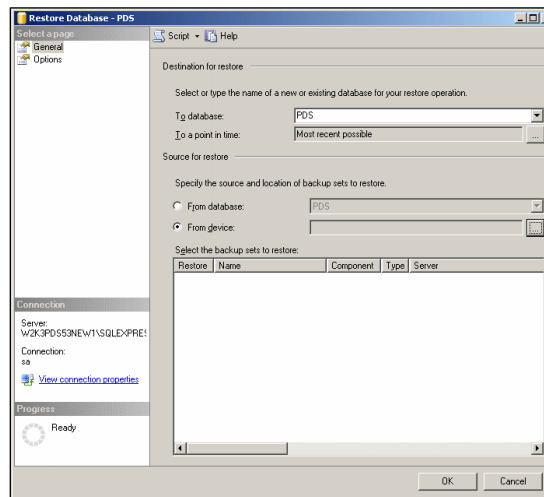 Restore Database - PDS
Select a page
General
Options
Script
Help
Destination for restore
Select or type the name of a new or existing database for your restore operation.
To database:
PDS
To a point in time:
Most recent possible
...
Source for restore
Specify the source and location of backup sets to restore.
From database:
PDS
From device:
...
Select the backup sets to restore:
Restore Name Component Type Server
Connection
Server:
W2K3PDS53NEW1\SQLEXPRES
Connection:
sa
View connection properties
Progress
Ready
OK
Cancel